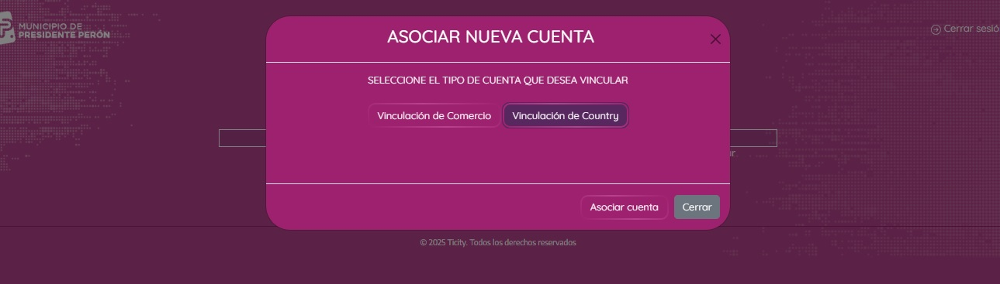 MUNICIPIO DE
PRESIDENTE PERÓN
Cerrar sesió
ASOCIAR NUEVA CUENTA
SELECCIONE EL TIPO DE CUENTA QUE DESEA VINCULAR
Vinculación de Comercio
Vinculación de Country
Asociar cuenta
Cerrar
© 2025 Ticity. Todos los derechos reservados